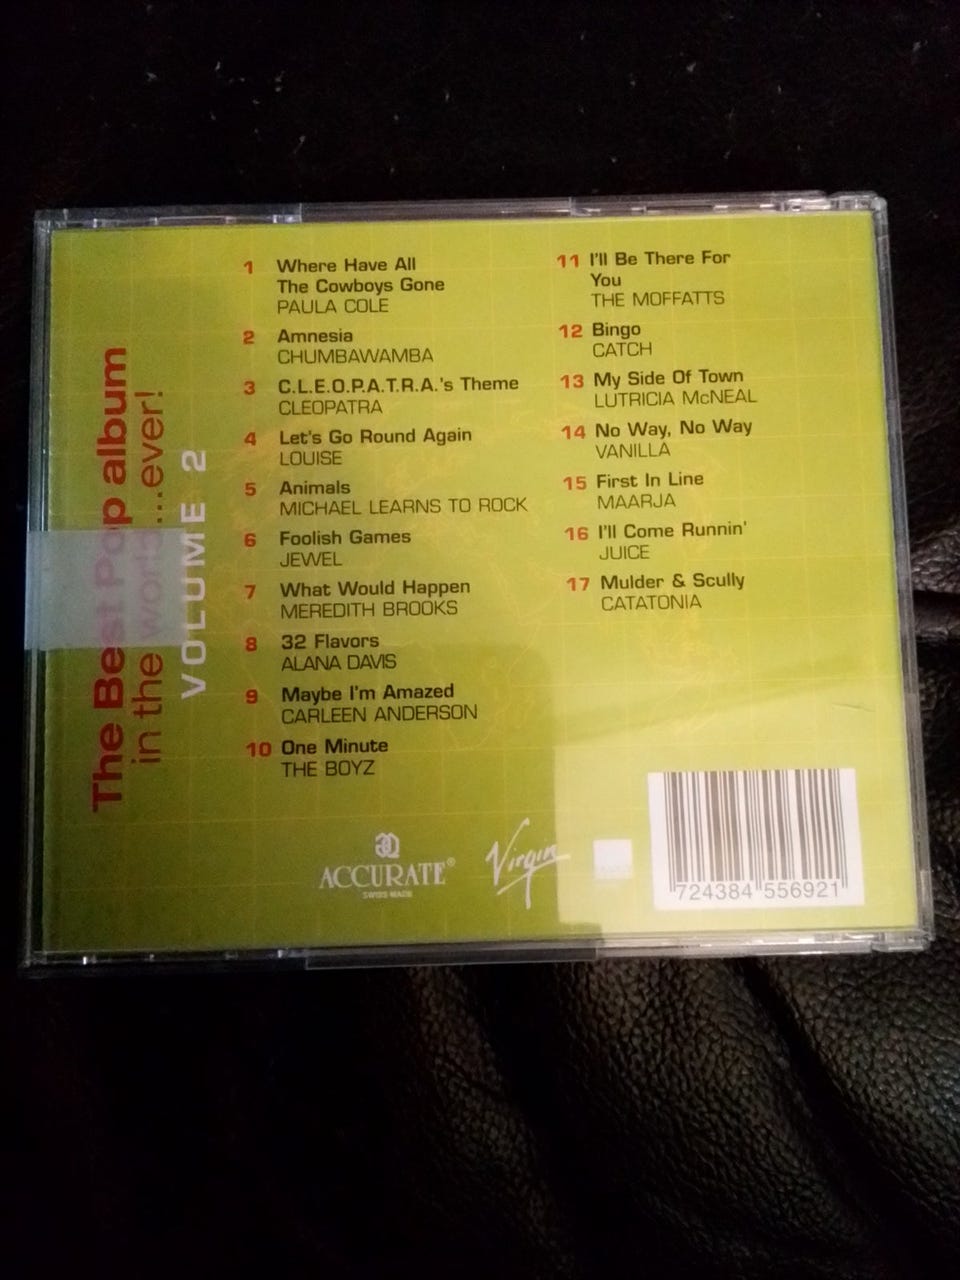 The Best Pop album
in the world...ever!
VOLUME 2
1 Where Have All
The Cowboys Gone
PAULA COLE
2 Amnesia
CHUMBAWAMBA
3 C.L.E.O.P.A.T.R.A.'s Theme
CLEOPATRA
4 Let's Go Round Again
LOUISE
5 Animals
MICHAEL LEARNS TO ROCK
6 Foolish Games
JEWEL
7 What Would Happen
MEREDITH BROOKS
8 32 Flavors
ALANA DAVIS
9 Maybe I'm Amazed
CARLEEN ANDERSON
10 One Minute
THE BOYZ
11 I'll Be There For
You
THE MOFFATTS
12 Bingo
CATCH
13 My Side Of Town
LUTRICIA McNEAL
14 No Way, No Way
VANILLA
15 First In Line
MAARJA
16 I'll Come Runnin'
JUICE
17 Mulder & Scully
CATATONIA
ACCURATE®
SWISS MADE
Virgin
724384 556921